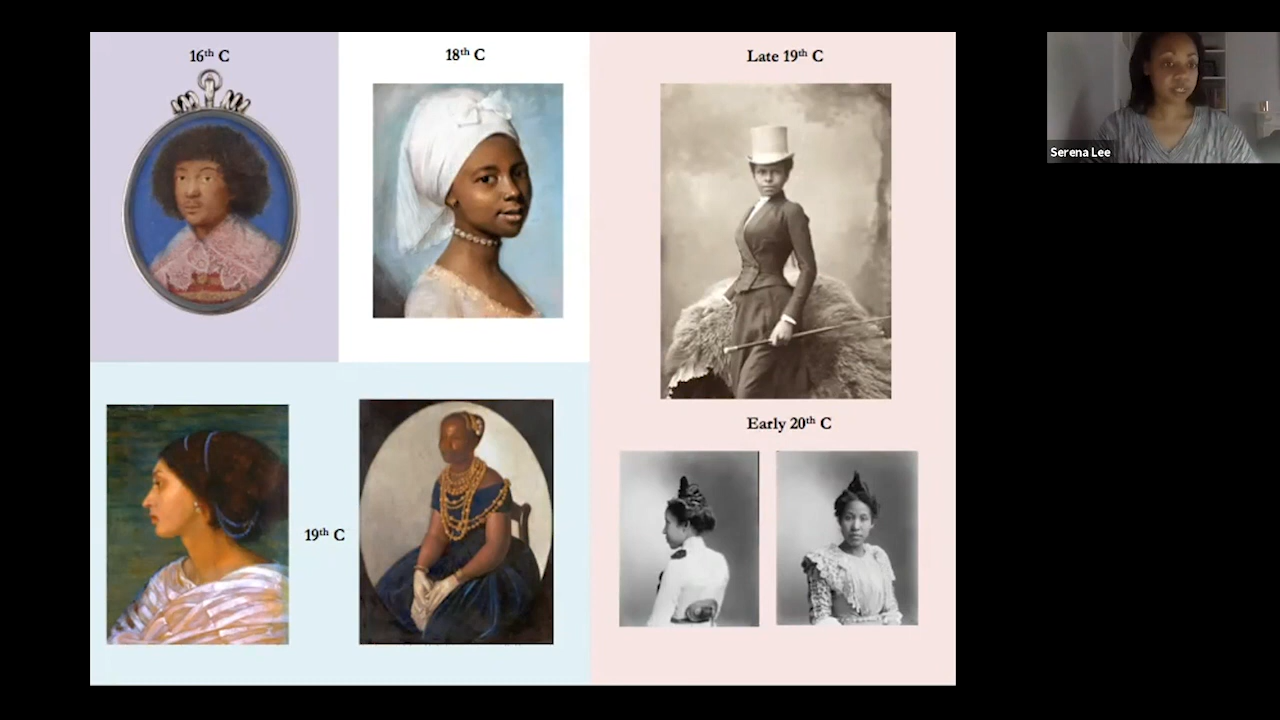 16th C
18th C
Late 19th C
Serena Lee
Early 20th C
19th C